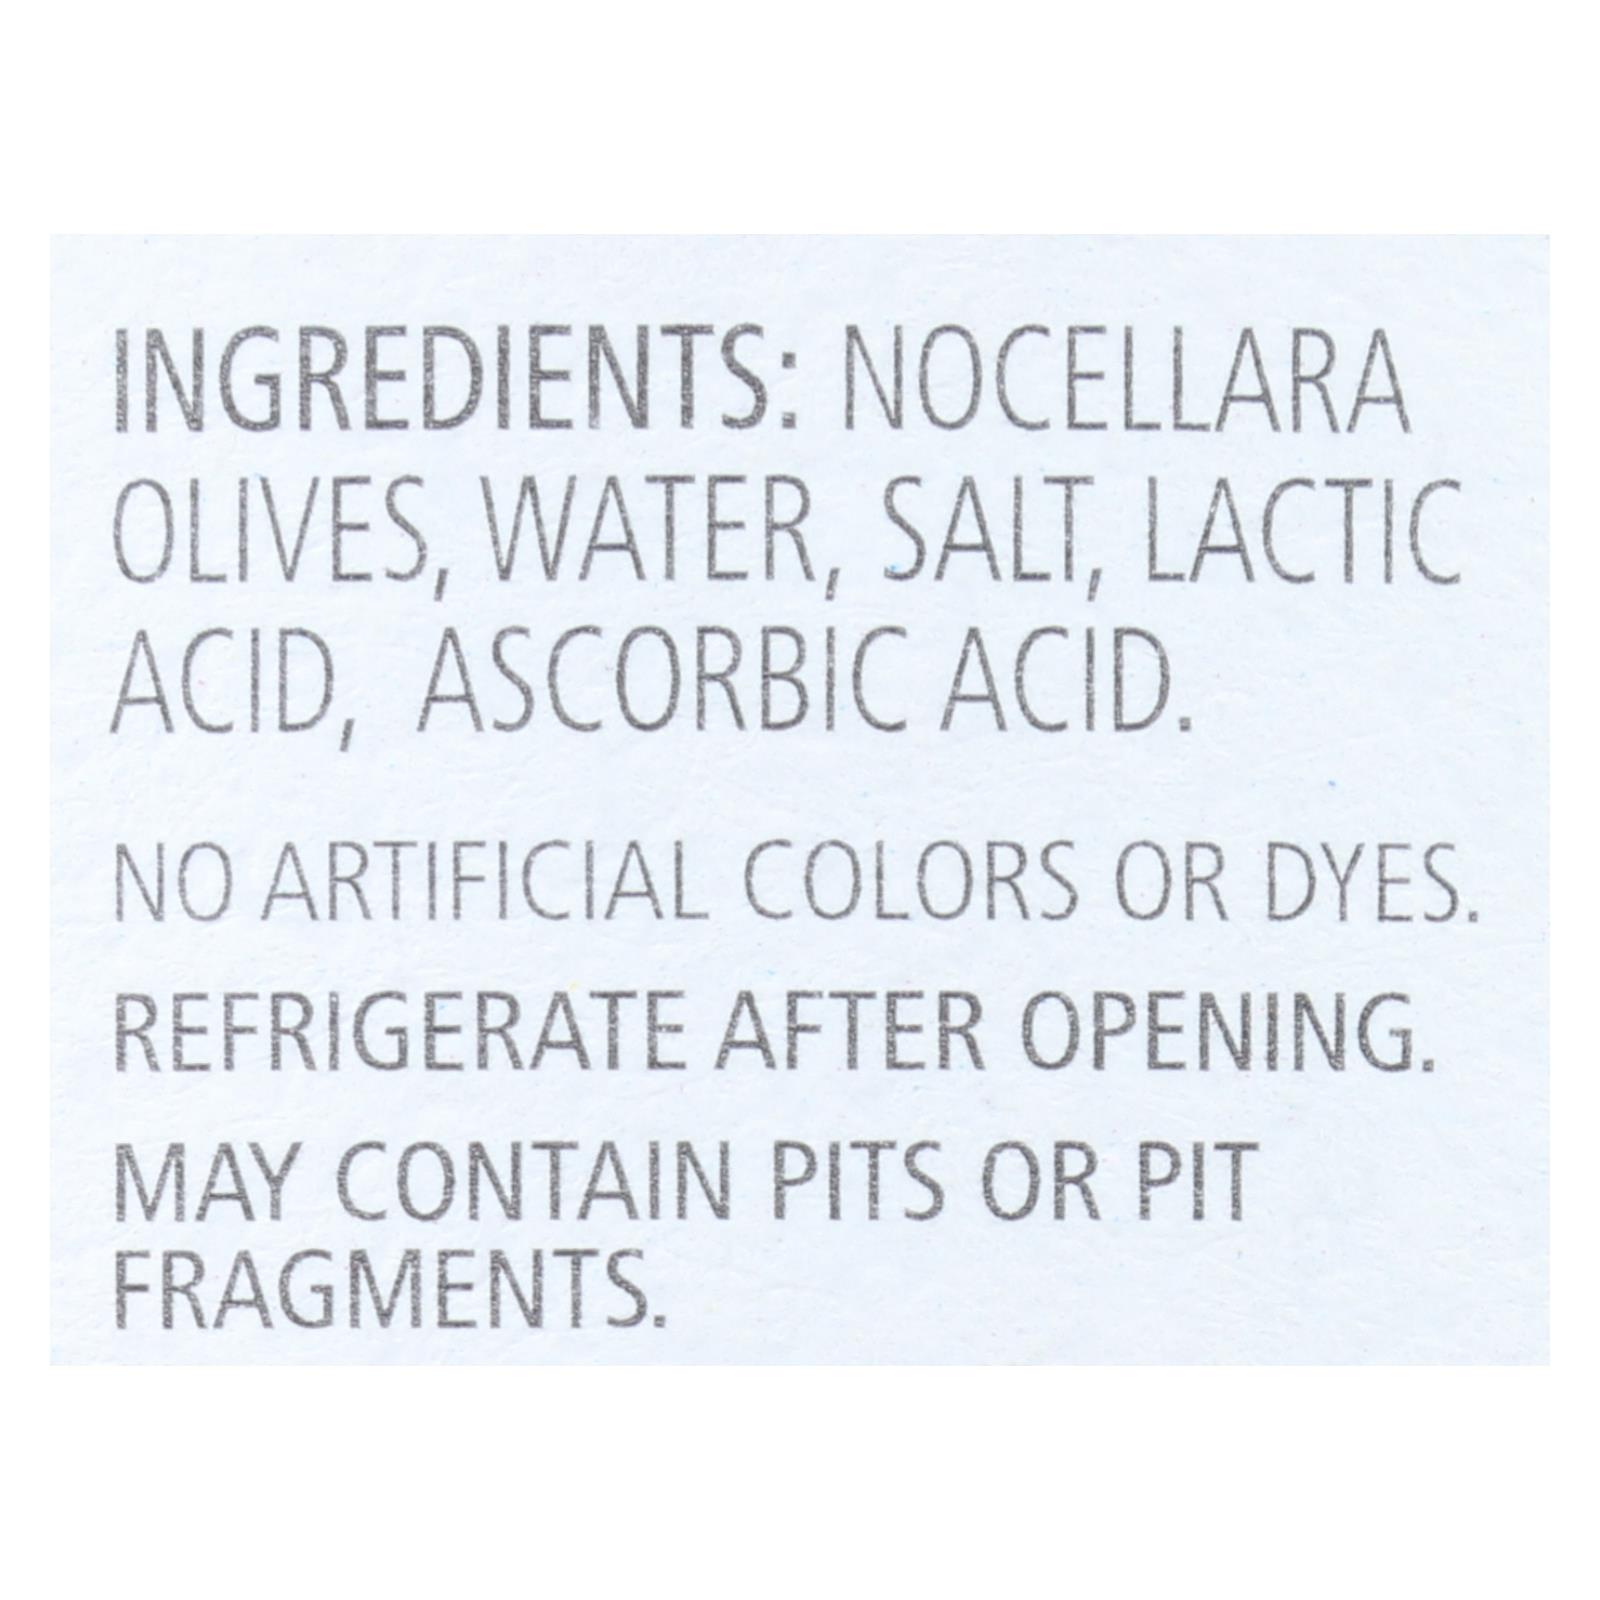 INGREDIENTS: NOCELLARA
OLIVES, WATER, SALT, LACTIC
ACID, ASCORBIC ACID.
NO ARTIFICIAL COLORS OR DYES.
REFRIGERATE AFTER OPENING.
MAY CONTAIN PITS OR PIT
FRAGMENTS.